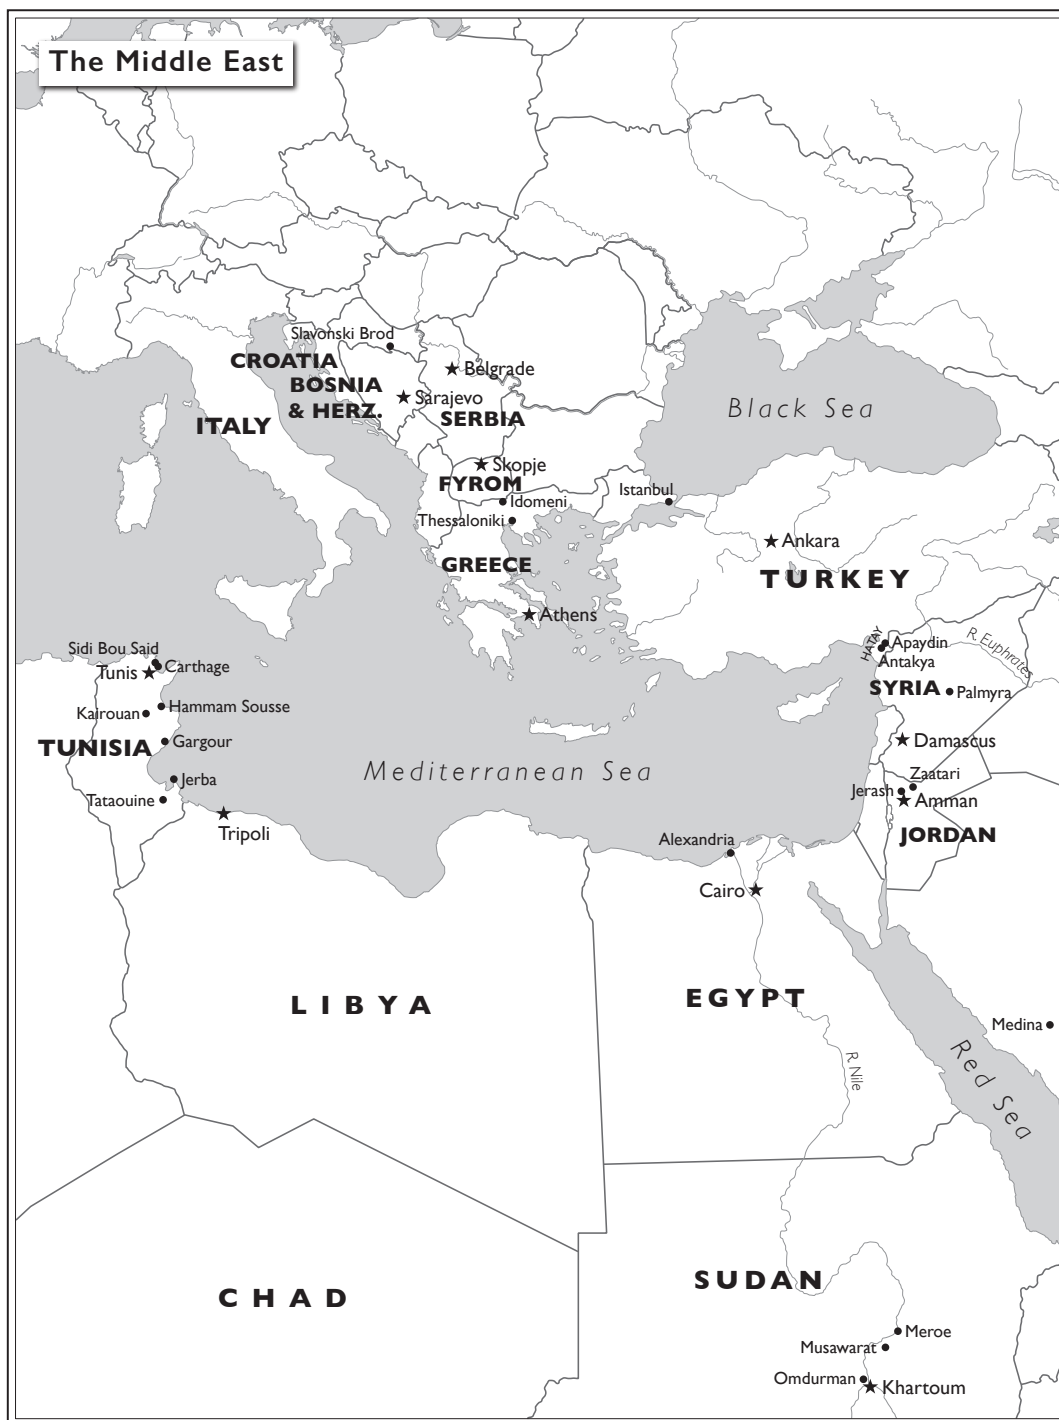 The Middle East
Slavonski Brod
CROATIA
BOSNIA
& HERZ.
Belgrade
Sarajevo
SERBIA
ITALY
Black Sea
Skopje
FYROM
Idomeni
Istanbul
Thessaloniki
Ankara
GREECE
TURKEY
Athens
HATAY
Apaydin
Antakya
R. Euphrates
Sidi Bou Said
Carthage
Tunis
SYRIA
Palmyra
Hammam Sousse
Kairouan
Gargour
TUNISIA
Damascus
Mediterranean Sea
Jerba
Zaatari
Jerash
Tataouine
Amman
Tripoli
JORDAN
Alexandria
Cairo
LIBYA
EGYPT
Medina
R. Nile
Red Sea
SUDAN
CHAD
Meroe
Musawarat
Omdurman
Khartoum